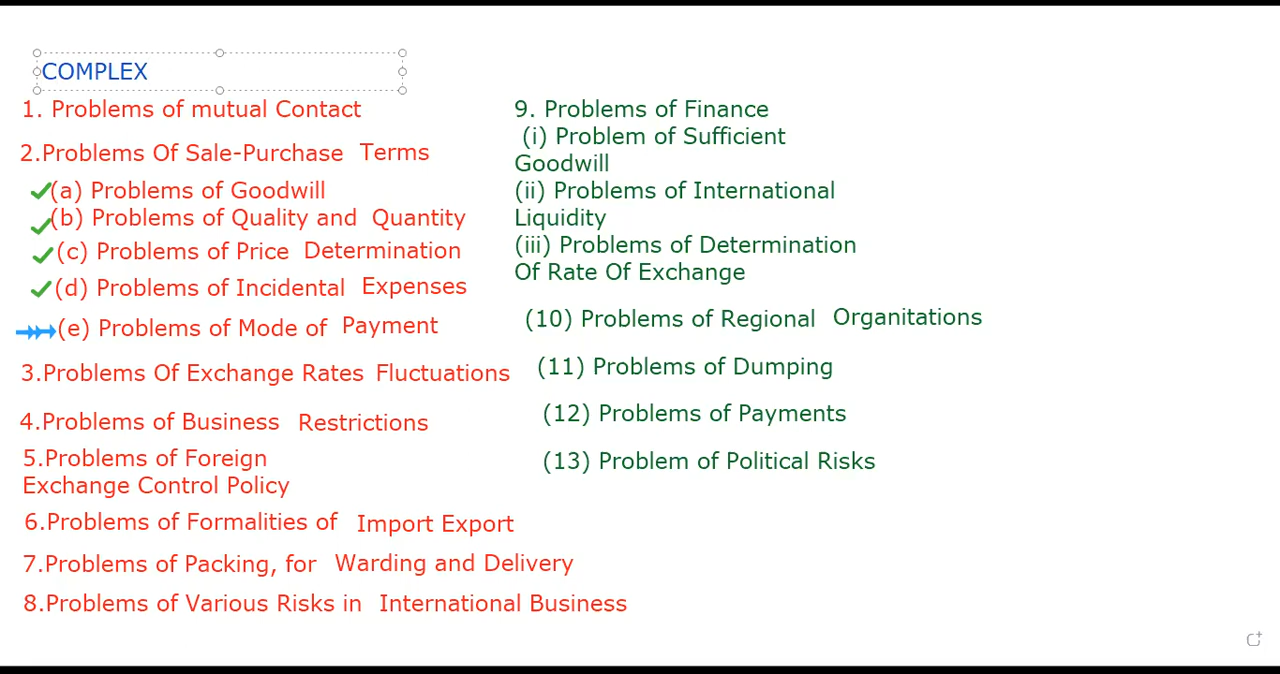 COMPLEX
1. Problems of mutual Contact
2.Problems Of Sale-Purchase Terms
(a) Problems of Goodwill
(b) Problems of Quality and Quantity
(c) Problems of Price Determination
(d) Problems of Incidental Expenses
(e) Problems of Mode of Payment
3.Problems Of Exchange Rates Fluctuations
4.Problems of Business Restrictions
5.Problems of Foreign
Exchange Control Policy
6.Problems of Formalities of Import Export
7.Problems of Packing, for Warding and Delivery
8.Problems of Various Risks in International Business
9. Problems of Finance
(i) Problem of Sufficient
Goodwill
(ii) Problems of International
Liquidity
(iii) Problems of Determination
Of Rate Of Exchange
(10) Problems of Regional Organitations
(11) Problems of Dumping
(12) Problems of Payments
(13) Problem of Political Risks